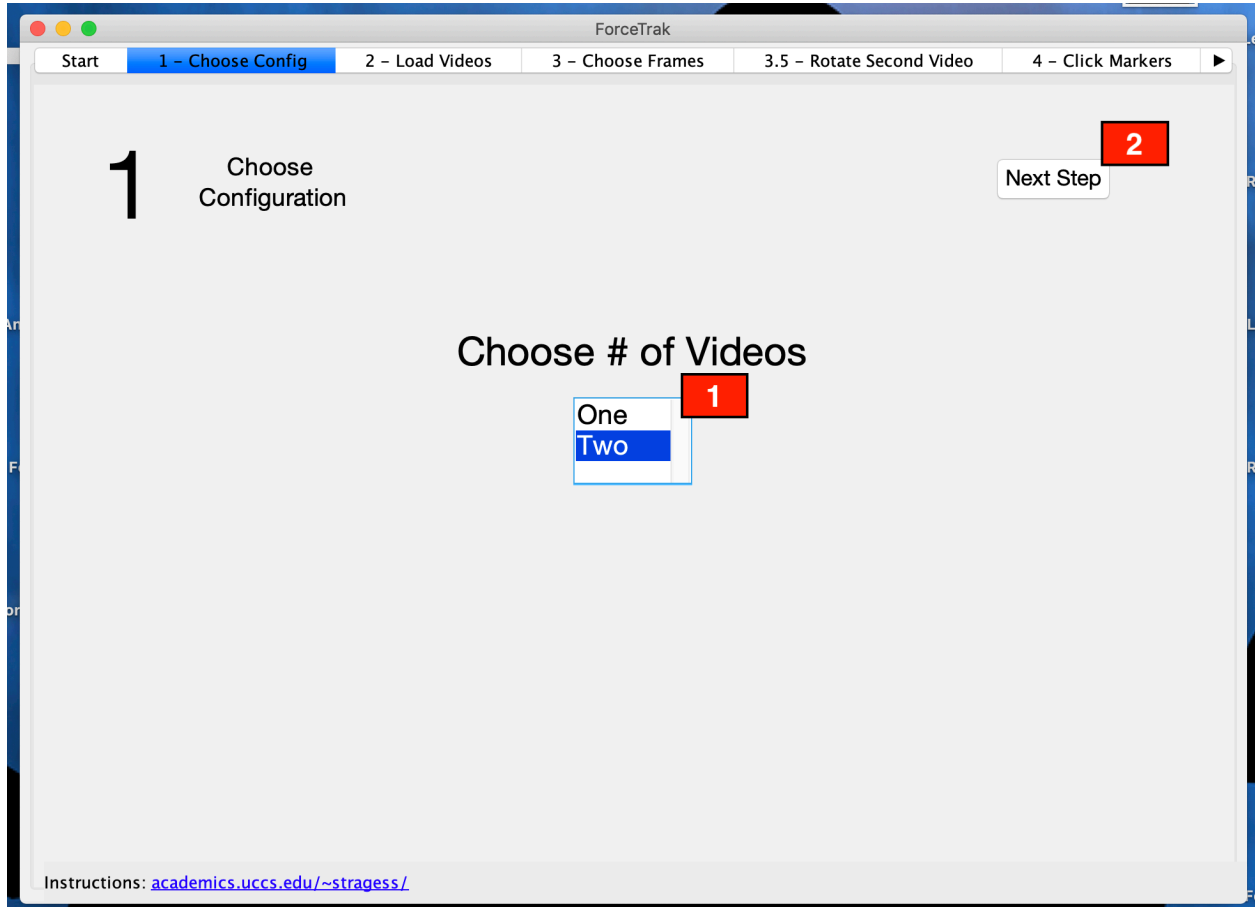 ForceTrak
Start 1 – Choose Config 2 – Load Videos 3 – Choose Frames 3.5 – Rotate Second Video 4 – Click Markers
2
1 Choose Next Step
Configuration
Choose # of Videos
1
One
Two
Instructions: academics.uccs.edu/~stragess/